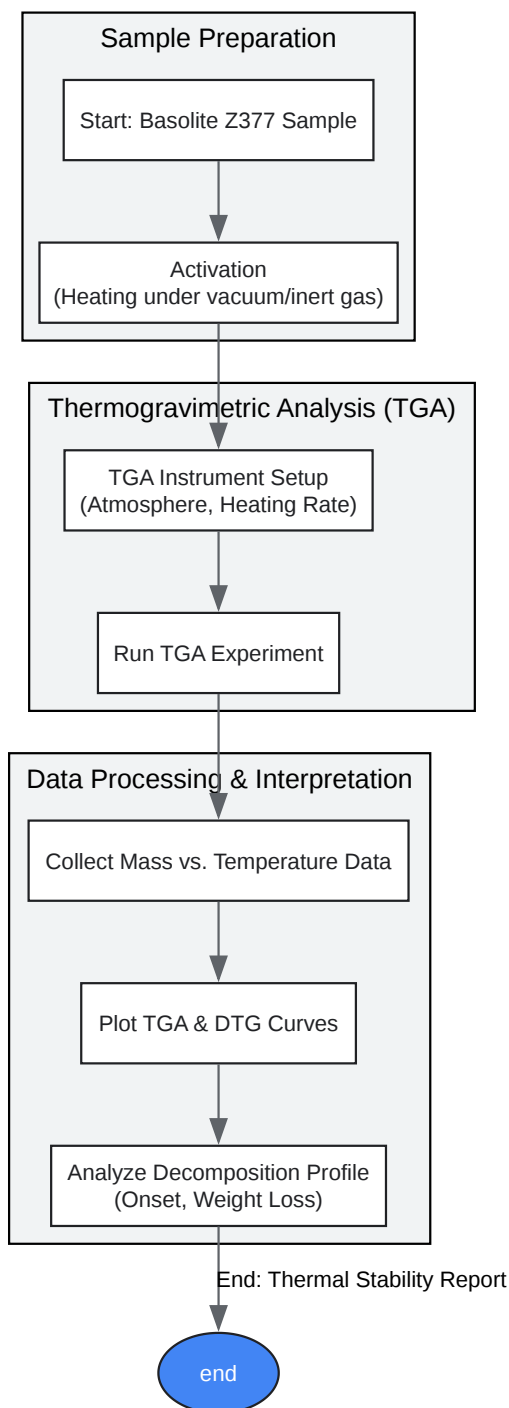 Sample Preparation
Start: Basolite Z377 Sample
Activation
(Heating under vacuum/inert gas)
Thermogravimetric Analysis (TGA)
TGA Instrument Setup
(Atmosphere, Heating Rate)
Run TGA Experiment
Data Processing & Interpretation
Collect Mass vs. Temperature Data
Plot TGA & DTG Curves
Analyze Decomposition Profile
(Onset, Weight Loss)
End: Thermal Stability Report
end